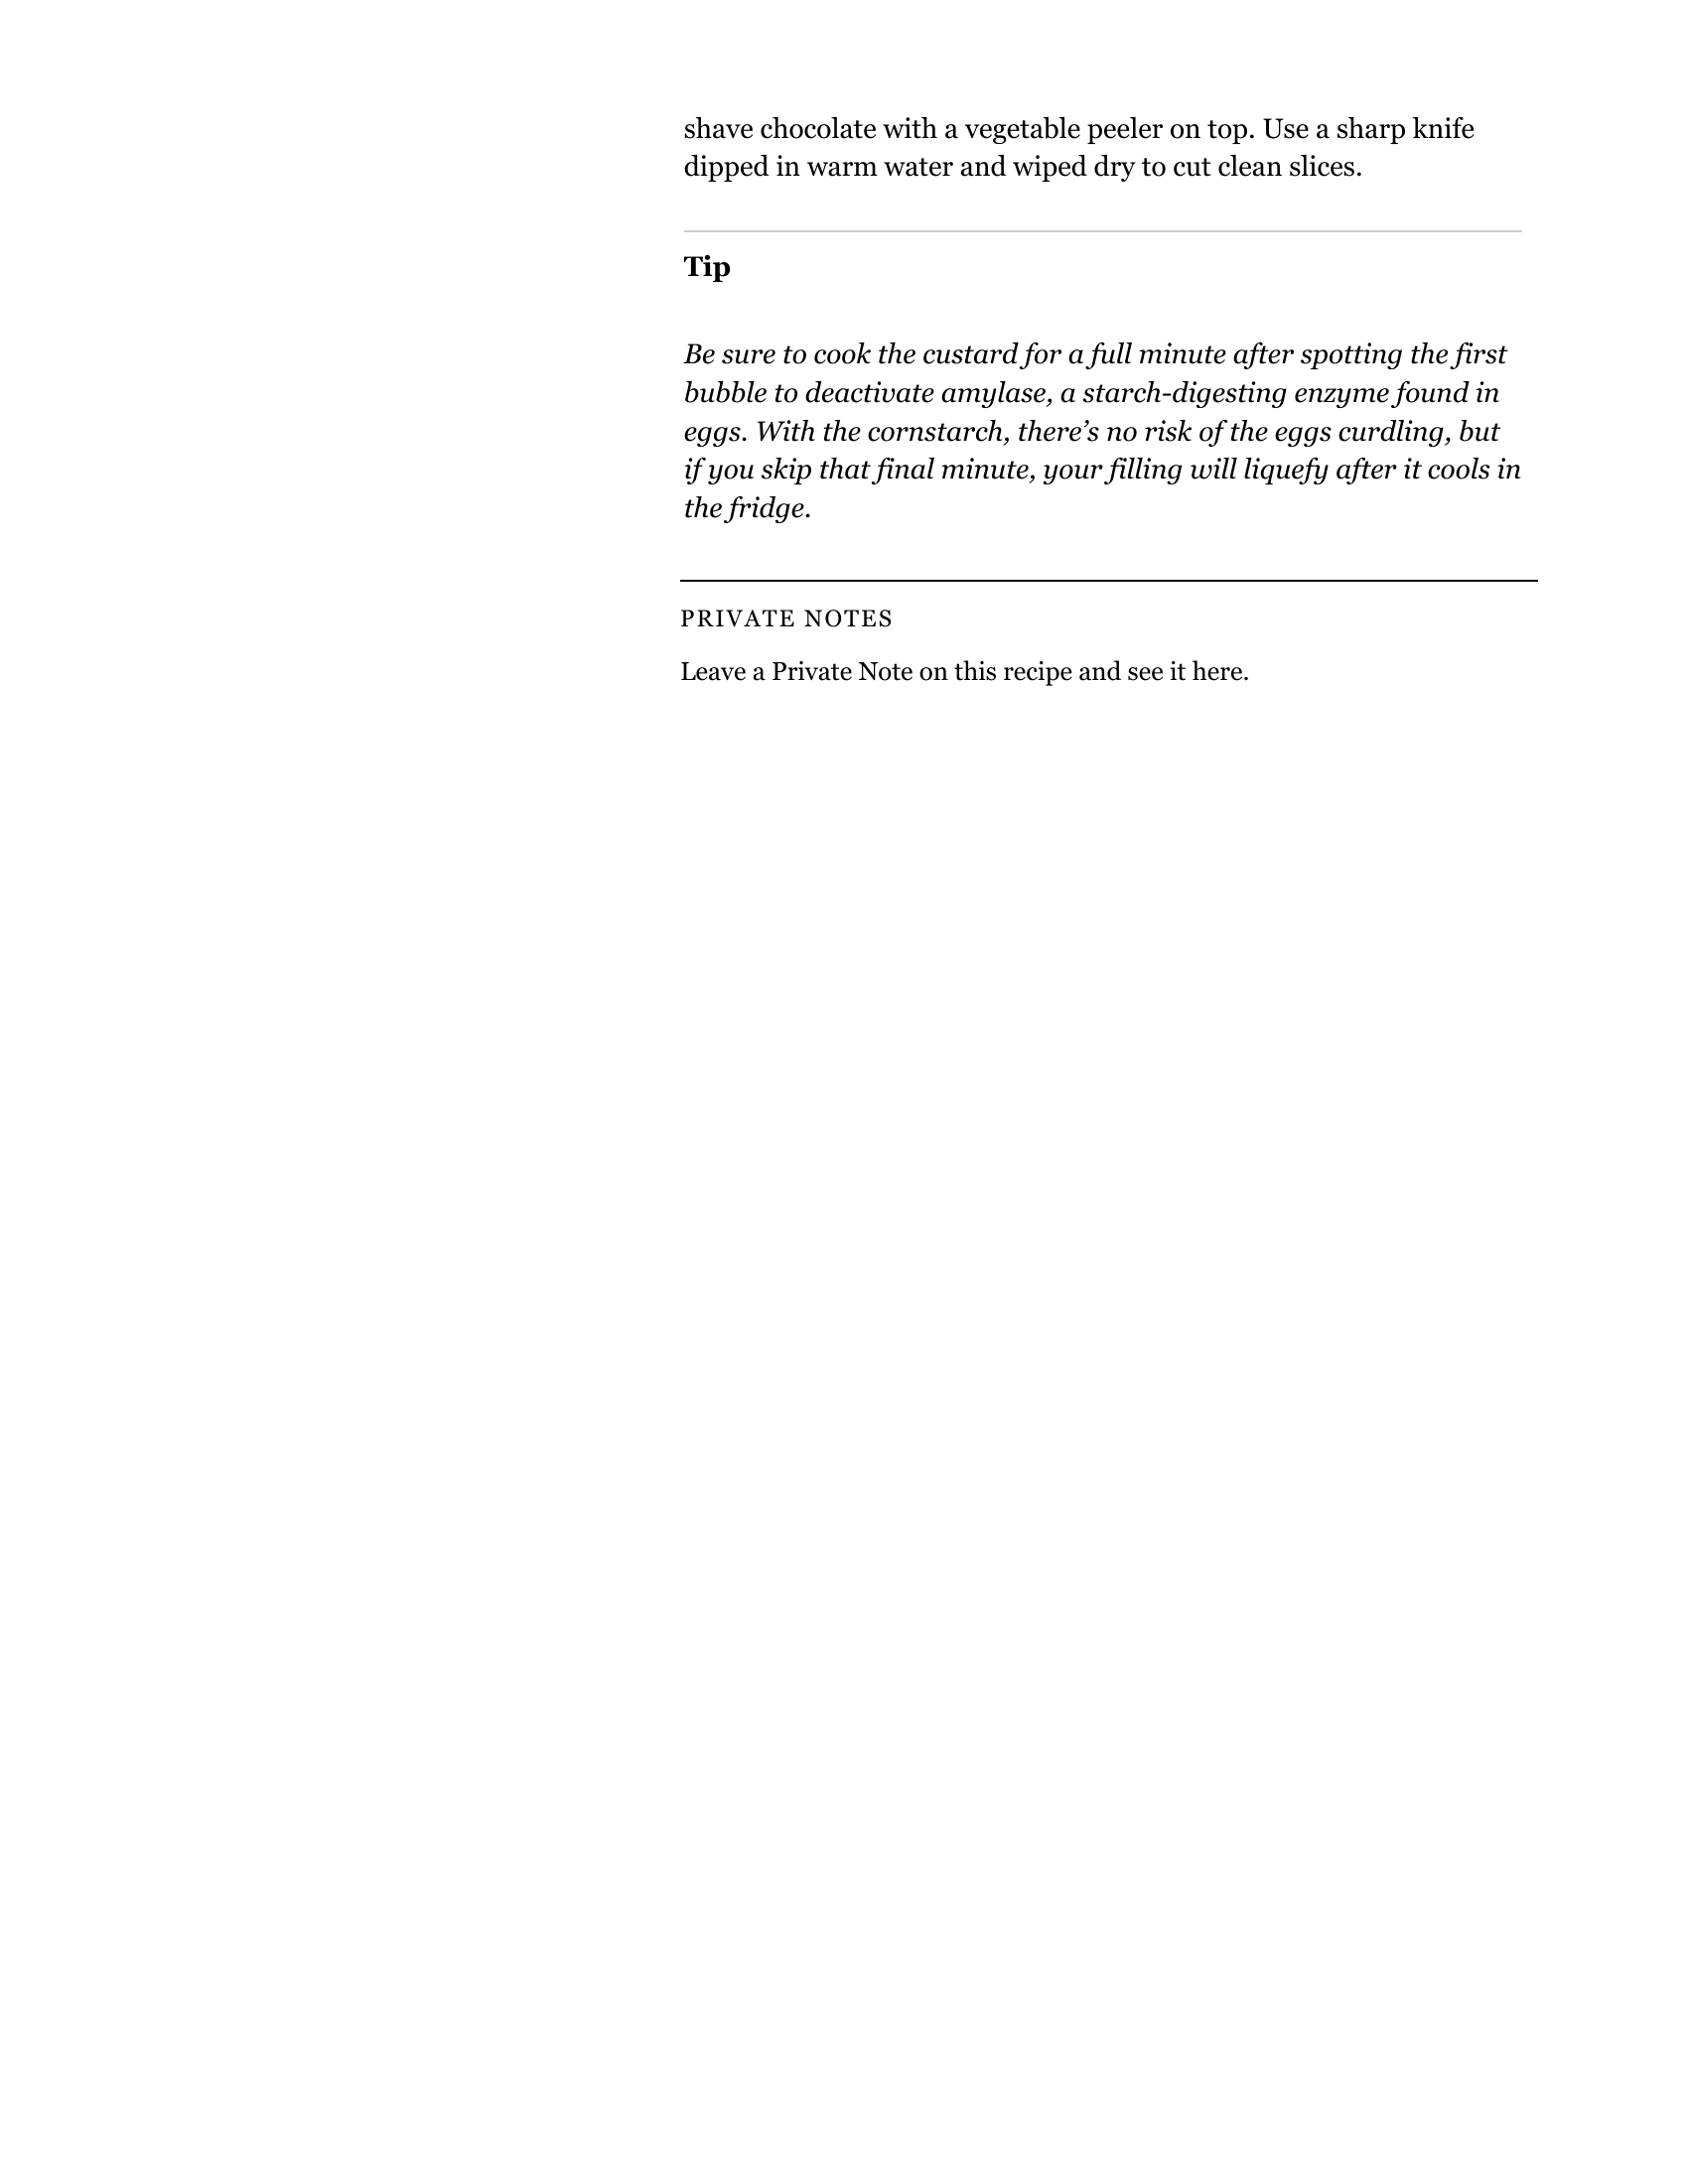 shave chocolate with a vegetable peeler on top. Use a sharp knife
dipped in warm water and wiped dry to cut clean slices.
Tip
Be sure to cook the custard for a full minute after spotting the first
bubble to deactivate amylase, a starch-digesting enzyme found in
eggs. With the cornstarch, there’s no risk of the eggs curdling, but
if you skip that final minute, your filling will liquefy after it cools in
the fridge.
PRIVATE NOTES
Leave a Private Note on this recipe and see it here.